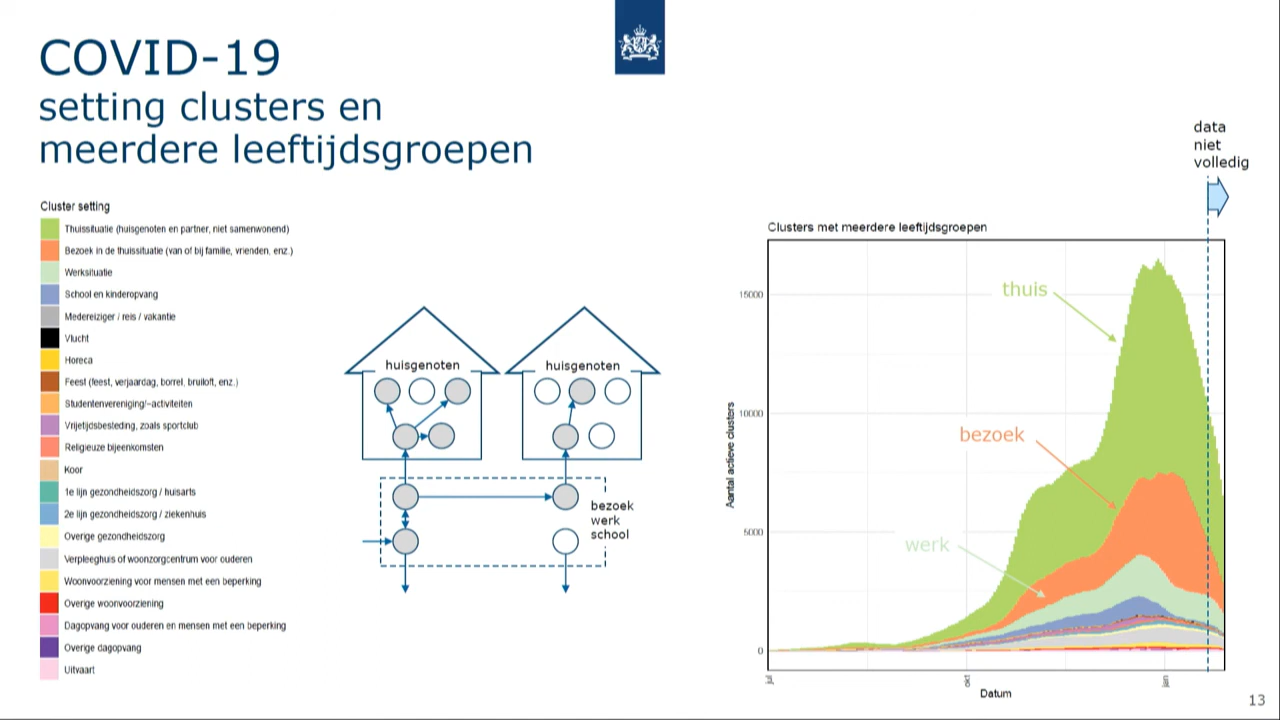 COVID-19
setting clusters en
meerdere leeftijdsgroepen
data
niet
volledig
Cluster setting
Thuissituatie (huisgenoten en partner, niet samenwonend)
Bezoek in de thuissituatie (van of bij familie, vrienden, enz.)
Werksituatie
School en kinderopvang
Medereiziger / reis / vakantie
Vlucht
Horeca
Feest (feest, verjaardag, borrel, bruiloft, enz.)
Studentenvereniging/-activiteiten
Vrijetijdsbesteding, zoals sportclub
Religieuze bijeenkomsten
Koor
1e lijn gezondheidszorg / huisarts
2e lijn gezondheidszorg / ziekenhuis
Overige gezondheidszorg
Verpleeghuis of woonzorgcentrum voor ouderen
Woonvoorziening voor mensen met een beperking
Overige woonvoorziening
Dagopvang voor ouderen en mensen met een beperking
Overige dagopvang
Uitvaart
huisgenoten
huisgenoten
bezoek
werk
school
Clusters met meerdere leeftijdsgroepen
Aantal actieve clusters
15000
10000
5000
0
thuis
bezoek
werk
jul
okt
jan
Datum
13